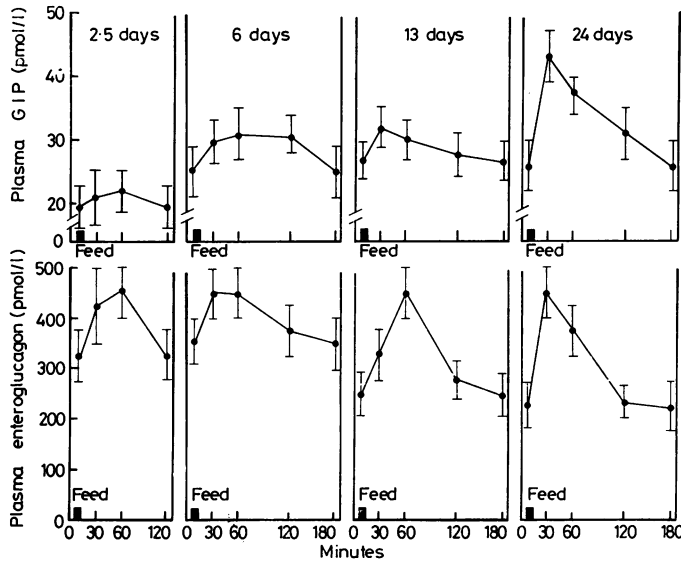 Plasma GIP (pmol/l)
50
40
30
20
0
2·5 days
6 days
13 days
24 days
Feed
Feed
Feed
Feed
Plasma enteroglucagon (pmol/l)
500
400
300
200
100
0
Feed
Feed
Feed
Feed
0 30 60 120
0 30 60 120 180
0 30 60 120 180
0 30 60 120 180
Minutes